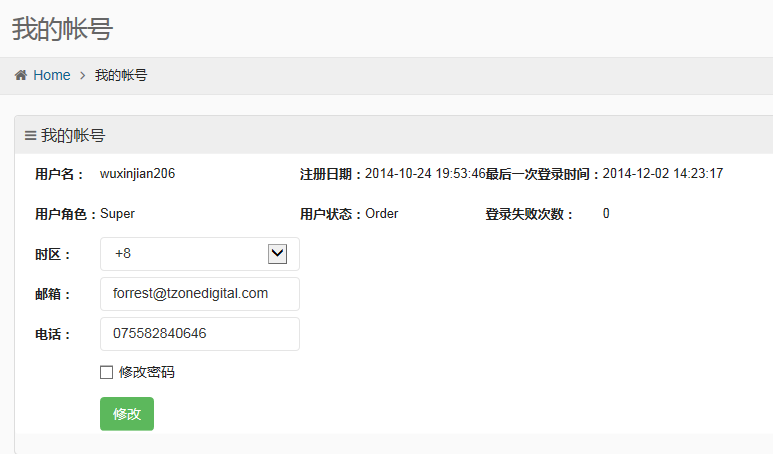 我的帐号
Home > 我的帐号
我的帐号
用户名： wuxinjian206 注册日期：2014-10-24 19:53:46 最后一次登录时间：2014-12-02 14:23:17
用户角色：Super 用户状态：Order 登录失败次数： 0
时区： +8
邮箱： forrest@tzonedigital.com
电话： 075582840646
修改密码
修改